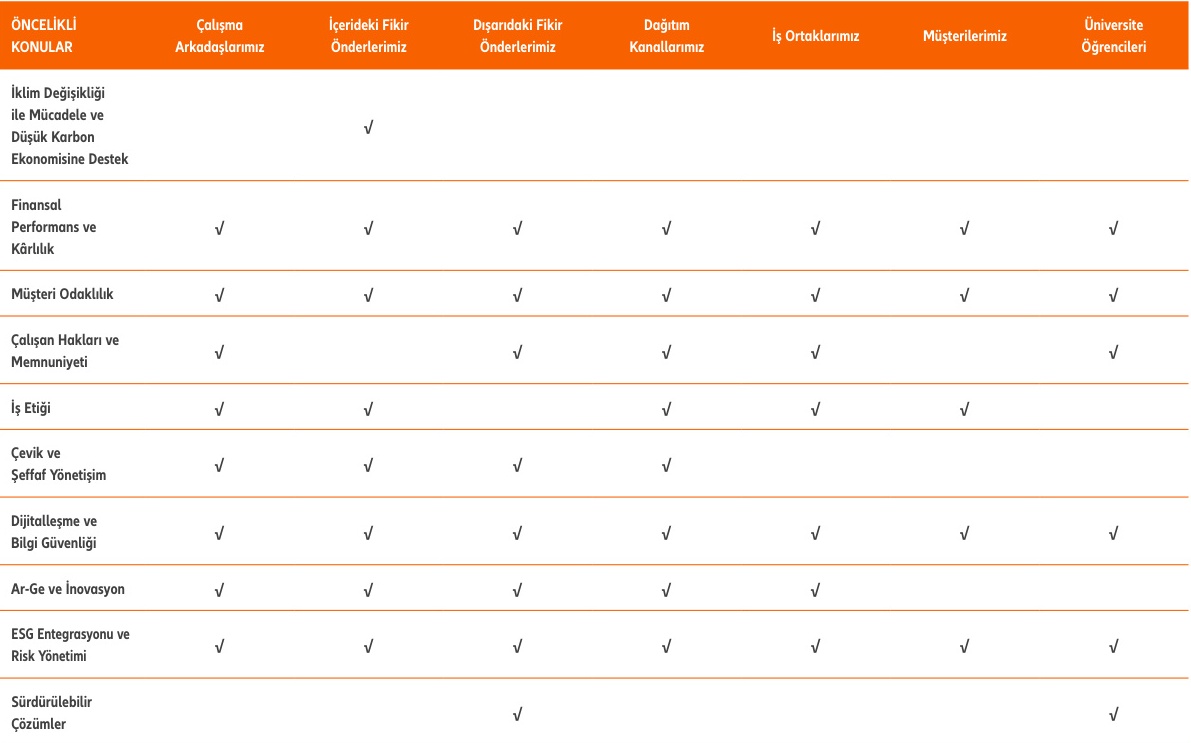 ÖNCELİKLİ
KONULAR
Çalışma
Arkadaşlarımız
İçerideki Fikir
Önderlerimiz
Dışarıdaki Fikir
Önderlerimiz
Dağıtım
Kanallarımız
İş Ortaklarımız
Müşterilerimiz
Üniversite
Öğrencileri
İklim Değişikliği
ile Mücadele ve
Düşük Karbon
Ekonomisine Destek
√
Finansal
Performans ve
Kârlılık
√ √ √ √ √ √ √
Müşteri Odaklılık √ √ √ √ √ √ √
Çalışan Hakları ve
Memnuniyeti
√ √ √ √ √
İş Etiği √ √ √ √ √
Çevik ve
Şeffaf Yönetişim
√ √ √ √
Dijitalleşme ve
Bilgi Güvenliği
√ √ √ √ √ √ √
Ar-Ge ve İnovasyon √ √ √ √ √
ESG Entegrasyonu ve
Risk Yönetimi
√ √ √ √ √ √ √
Sürdürülebilir
Çözümler
√ √